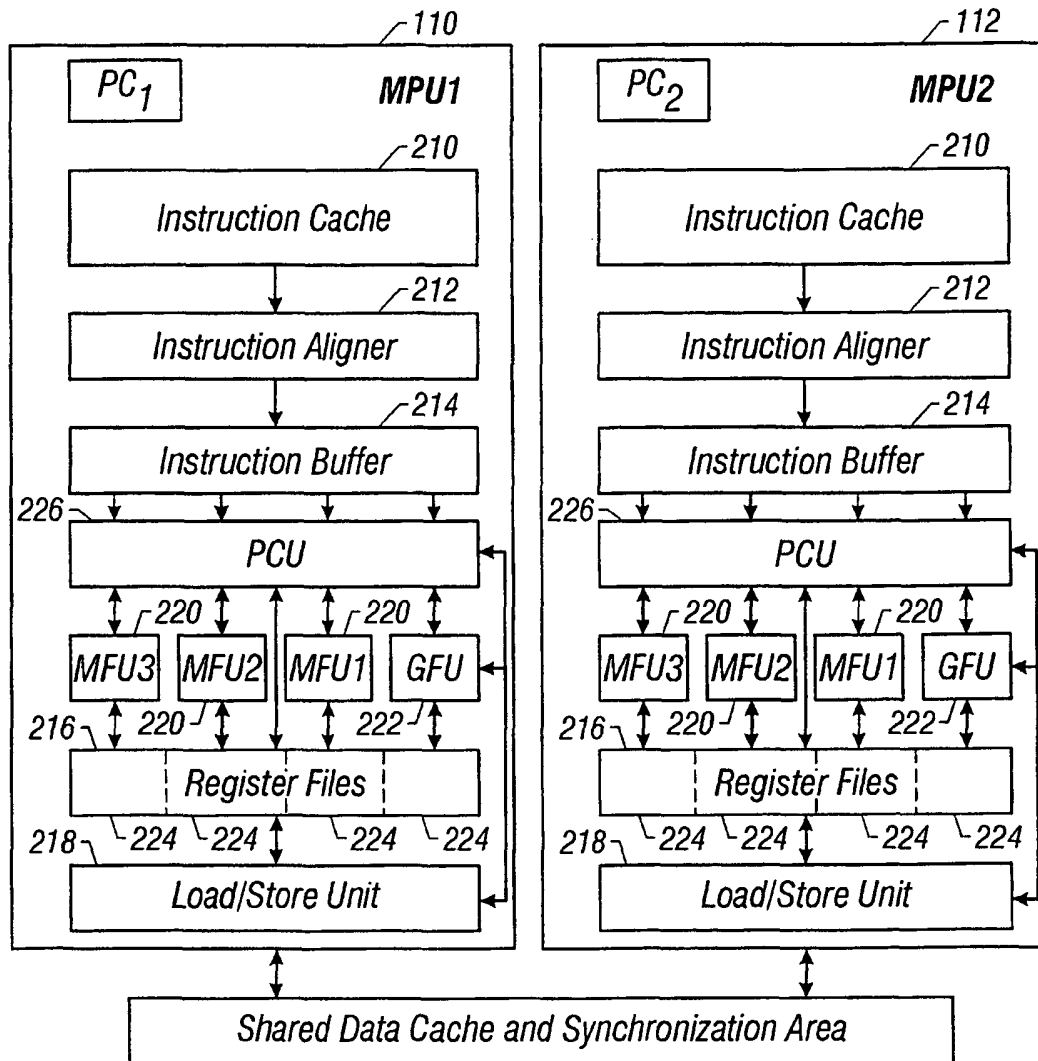 110
112
PC1
MPU1
PC2
MPU2
210
210
Instruction Cache
Instruction Cache
212
212
Instruction Aligner
Instruction Aligner
214
214
Instruction Buffer
Instruction Buffer
226
226
PCU
PCU
220
220
220
220
MFU3
MFU2
MFU1
GFU
MFU3
MFU2
MFU1
GFU
216
220
222
216
220
222
Register Files
Register Files
224
224
224
224
224
224
224
224
218
218
Load/Store Unit
Load/Store Unit
Shared Data Cache and Synchronization Area